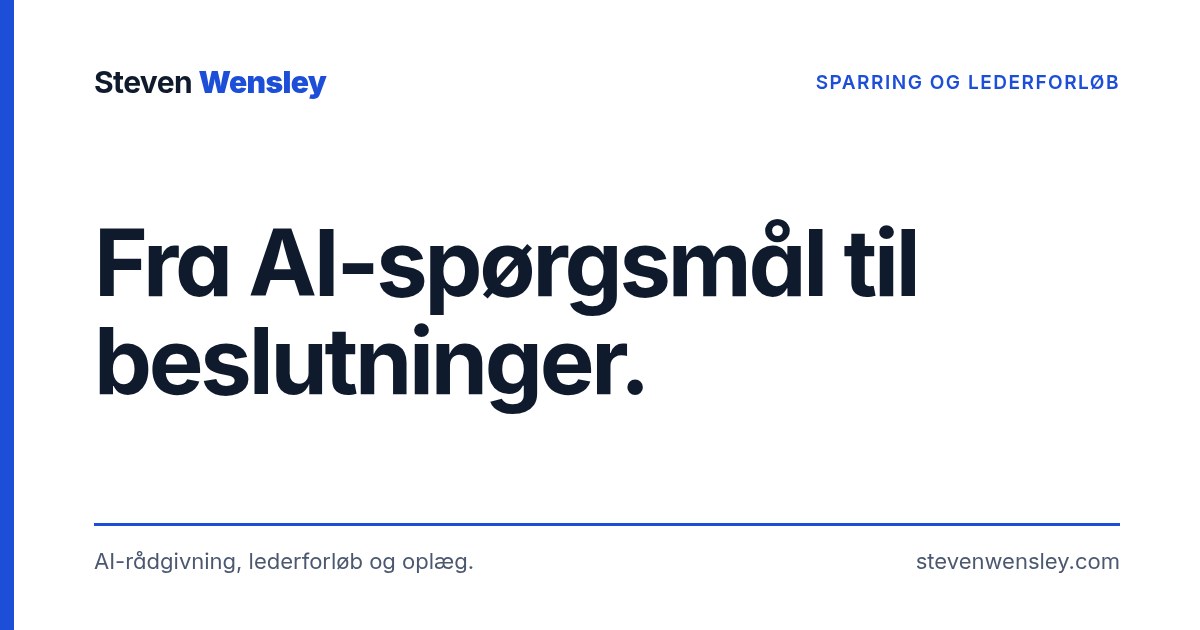 Steven Wensley
SPARRING OG LEDERFORLØB
Fra AI-spørgsmål til
beslutninger.
AI-rådgivning, lederforløb og oplæg.
stevenwensley.com